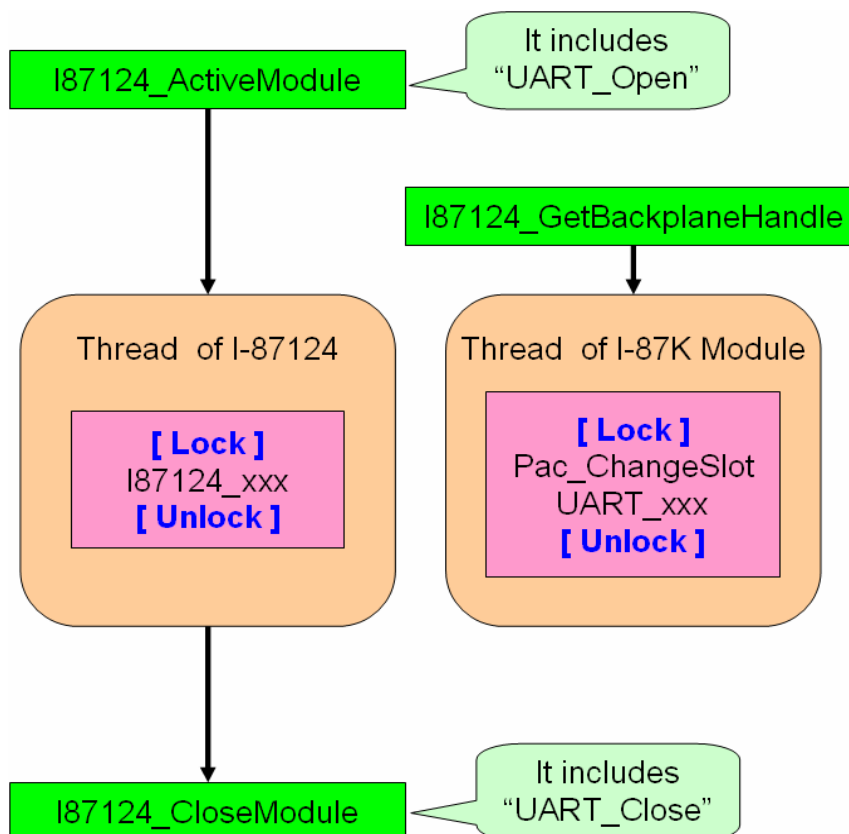 It includes
“UART_Open”
I87124_ActiveModule
I87124_GetBackplaneHandle
Thread of I-87124
[ Lock ]
I87124_xxx
[ Unlock ]
Thread of I-87K Module
[ Lock ]
Pac_ChangeSlot
UART_xxx
[ Unlock ]
It includes
“UART_Close”
I87124_CloseModule